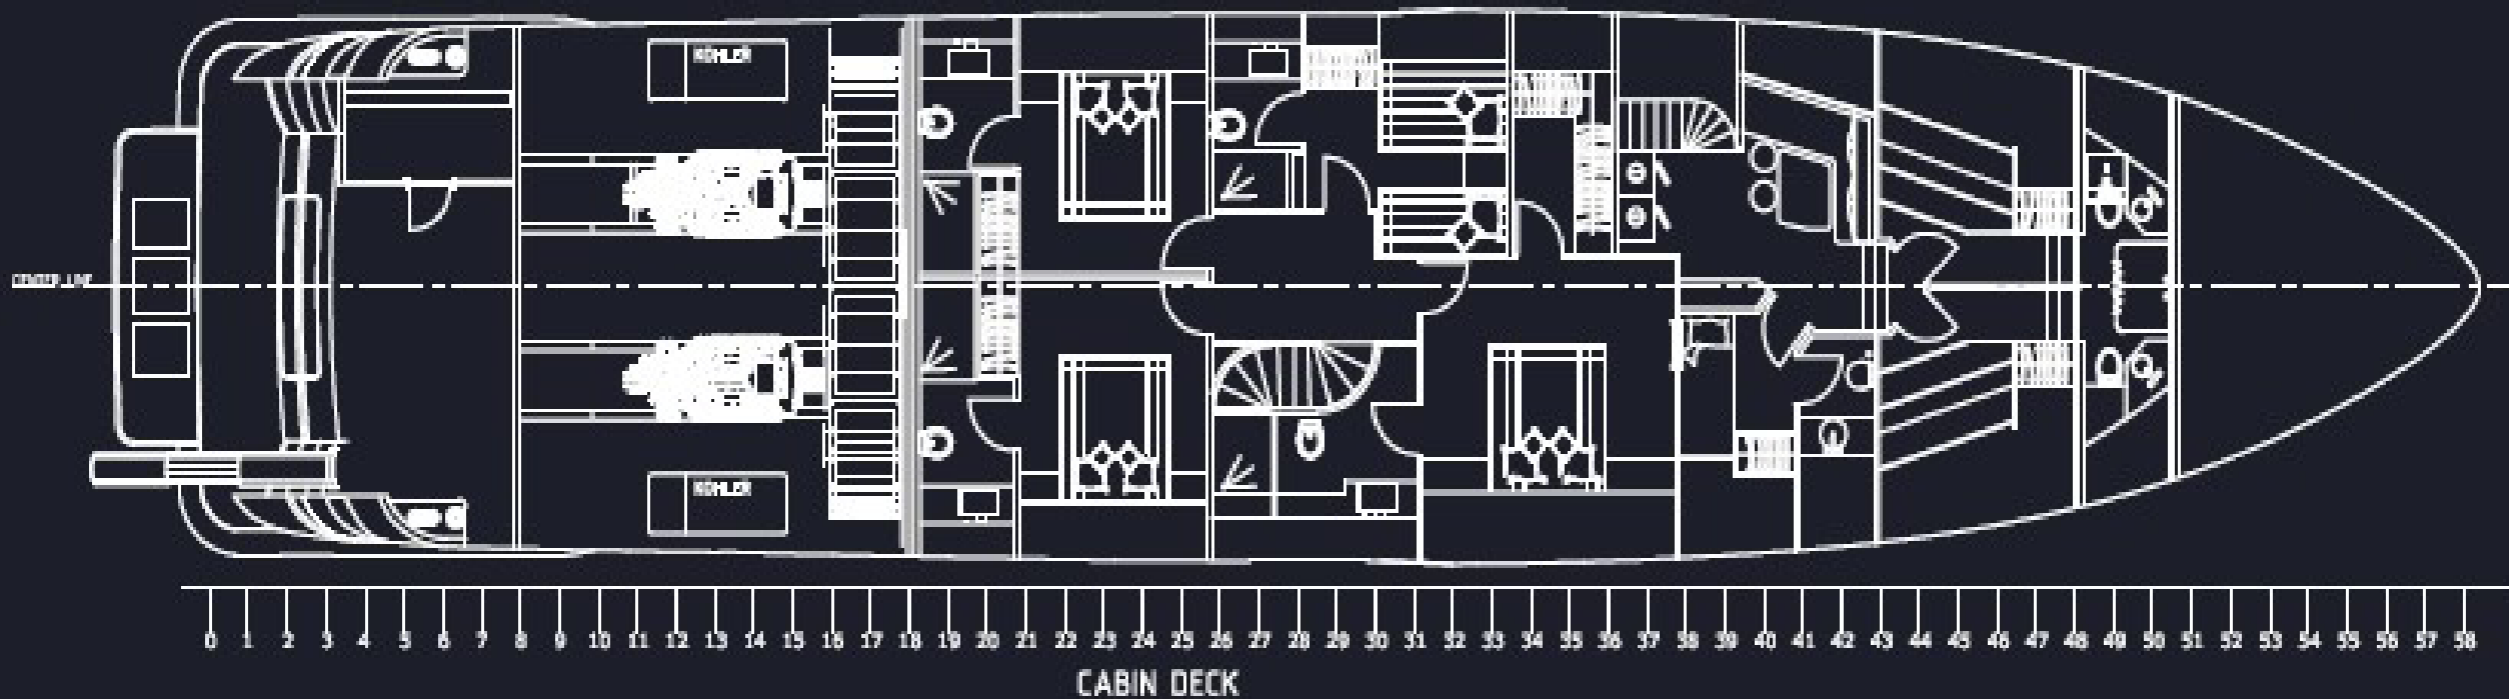 KOHLER
CENTER LINE
KOHLER
0 1 2 3 4 5 6 7 8 9 10 11 12 13 14 15 16 17 18 19 20 21 22 23 24 25 26 27 28 29 30 31 32 33 34 35 36 37 38 39 40 41 42 43 44 45 46 47 48 49 50 51 52 53 54 55 56 57 58
CABIN DECK